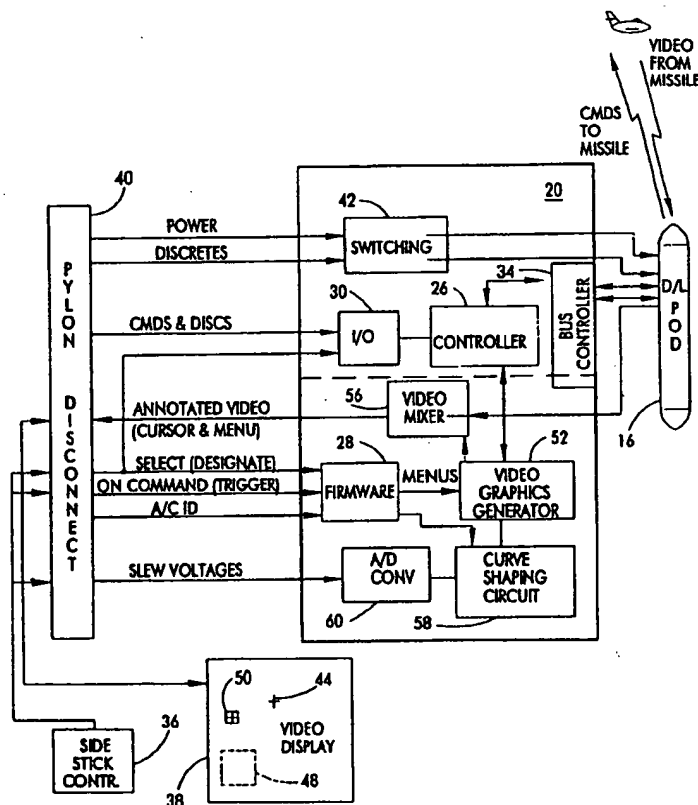 VIDEO
FROM
MISSILE
CMDS
TO
MISSILE
40
PYLON DISCONNECT
POWER
DISCRETES
CMDS & DISCS
ANNOTATED VIDEO
(CURSOR & MENU)
SELECT (DESIGNATE)
ON COMMAND (TRIGGER)
A/C ID
SLEW VOLTAGES
20
42
SWITCHING
30
I/O
26
CONTROLLER
34
BUS CONTROLLER
D/L
POD
16
56
VIDEO
MIXER
28
FIRMWARE
MENUS
52
VIDEO
GRAPHICS
GENERATOR
A/D
CONV
60
CURVE
SHAPING
CIRCUIT
58
36
SIDE
STICK
CONTR.
50
44
VIDEO
DISPLAY
48
38